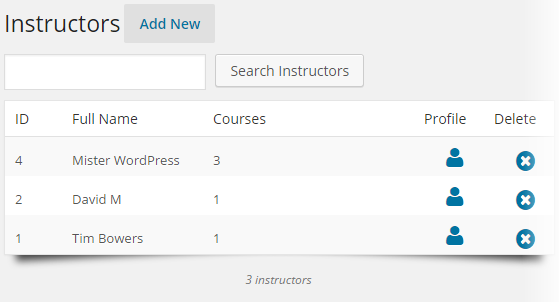 Instructors Add New
Search Instructors
ID Full Name Courses Profile Delete
4 Mister WordPress 3
2 David M 1
1 Tim Bowers 1
3 instructors